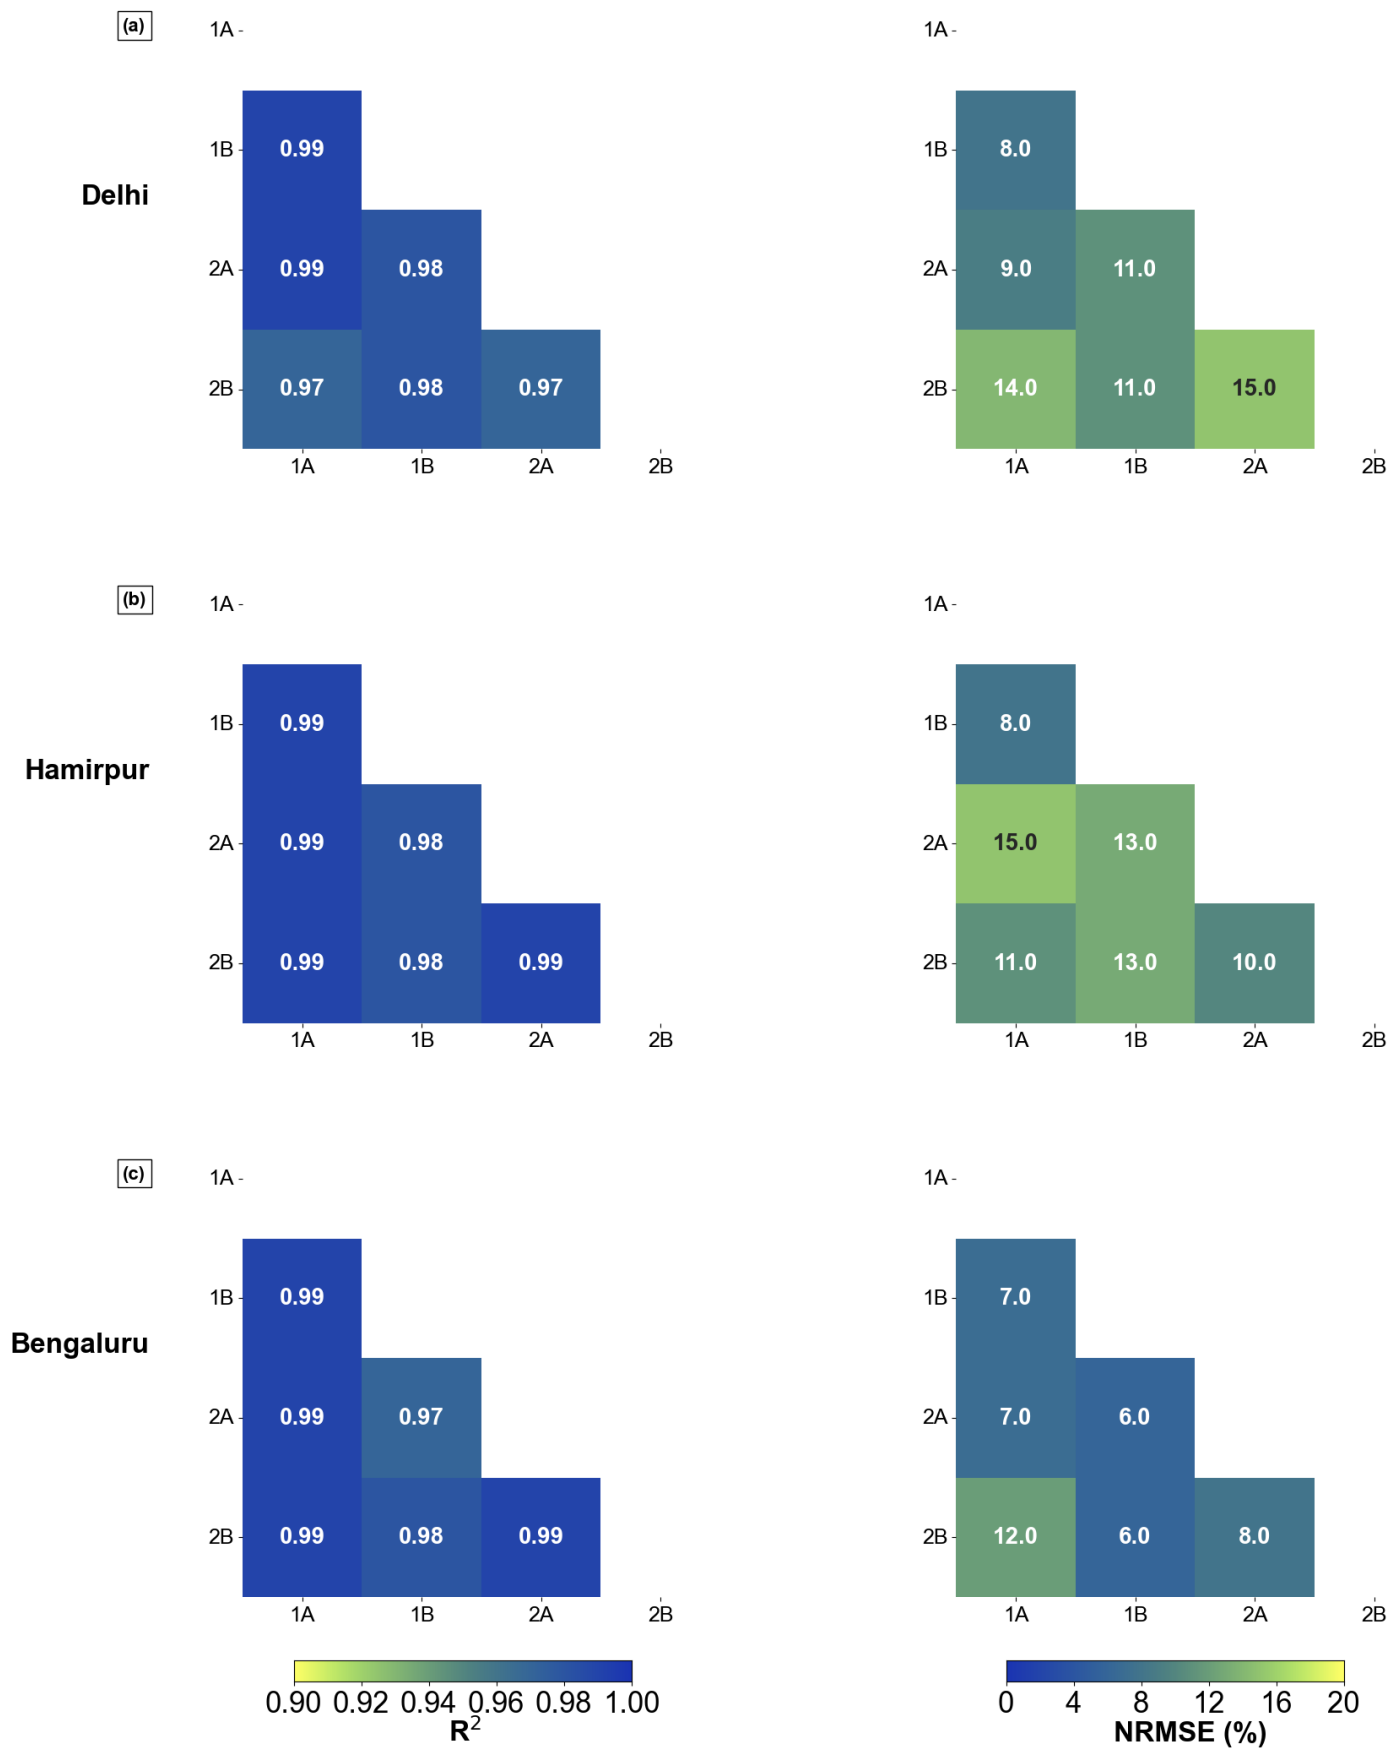 (a)
Delhi
1A
1B 0.99
2A 0.99 0.98
2B 0.97 0.98 0.97
1A 1B 2A 2B
1A
1B 8.0
2A 9.0 11.0
2B 14.0 11.0 15.0
1A 1B 2A 2B
(b)
Hamirpur
1A
1B 0.99
2A 0.99 0.98
2B 0.99 0.98 0.99
1A 1B 2A 2B
1A
1B 8.0
2A 15.0 13.0
2B 11.0 13.0 10.0
1A 1B 2A 2B
(c)
Bengaluru
1A
1B 0.99
2A 0.99 0.97
2B 0.99 0.98 0.99
1A 1B 2A 2B
1A
1B 7.0
2A 7.0 6.0
2B 12.0 6.0 8.0
1A 1B 2A 2B
0.90 0.92 0.94 0.96 0.98 1.00
R²
0 4 8 12 16 20
NRMSE (%)